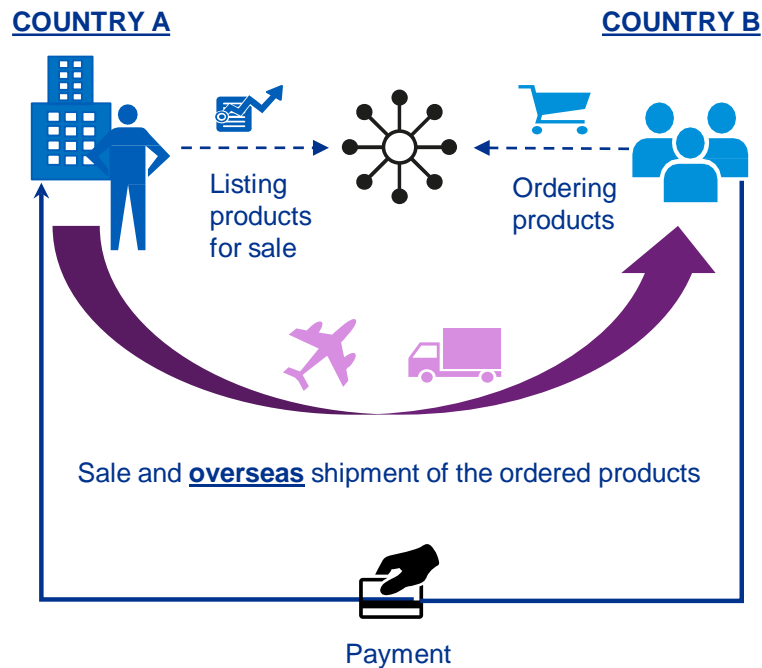 COUNTRY A
COUNTRY B
Listing
products
for sale
Ordering
products
Sale and overseas shipment of the ordered products
Payment